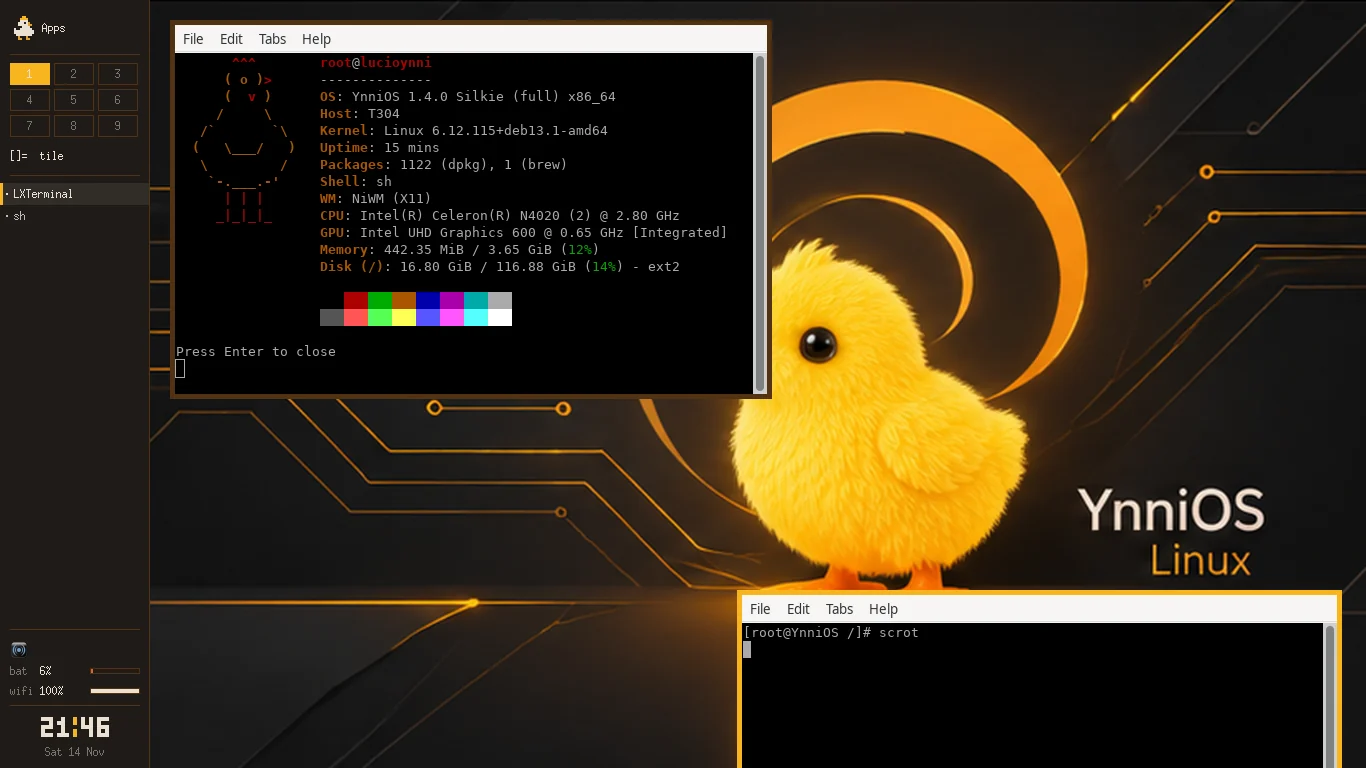 Apps
1 2 3
4 5 6
7 8 9
[]= tile
LXTerminal
sh
bat 6%
wifi 100%
21:46
Sat 14 Nov
File Edit Tabs Help
root@lucioynni
--------------
OS: YnniOS 1.4.0 Silkie (full) x86_64
Host: T304
Kernel: Linux 6.12.115+deb13.1-amd64
Uptime: 15 mins
Packages: 1122 (dpkg), 1 (brew)
Shell: sh
WM: NiWM (X11)
CPU: Intel(R) Celeron(R) N4020 (2) @ 2.80 GHz
GPU: Intel UHD Graphics 600 @ 0.65 GHz [Integrated]
Memory: 442.35 MiB / 3.65 GiB (12%)
Disk (/): 16.80 GiB / 116.88 GiB (14%) - ext2
Press Enter to close
YnniOS
Linux
File Edit Tabs Help
[root@YnniOS /]# scrot